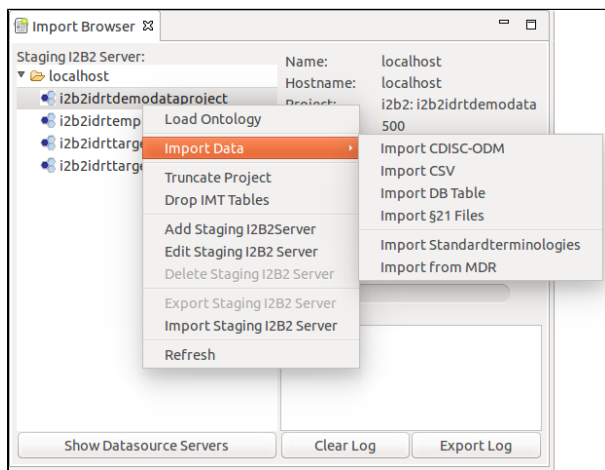 Import Browser
Staging I2B2 Server:
localhost
i2b2idrtdemodataproject
i2b2idrtemp
i2b2idrttarg
i2b2idrttarge
Name: localhost
Hostname: localhost
Project: i2b2: i2b2idrtdemodata
500
Load Ontology
Import Data
Truncate Project
Drop IMT Tables
Add Staging I2B2Server
Edit Staging I2B2 Server
Delete Staging I2B2 Server
Export Staging I2B2 Server
Import Staging I2B2 Server
Refresh
Import CDISC-ODM
Import CSV
Import DB Table
Import §21 Files
Import Standardterminologies
Import from MDR
Show Datasource Servers
Clear Log
Export Log